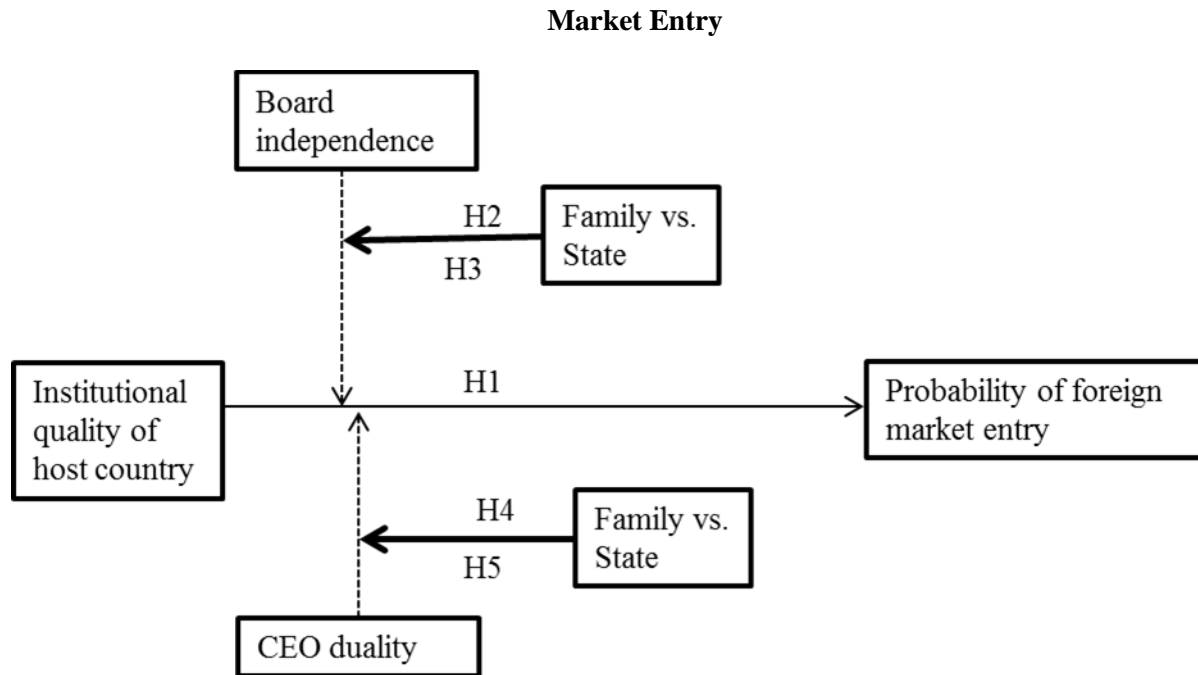 Market Entry
Board
independence
H2
Family vs.
State
H3
Institutional
quality of
host country
H1
Probability of foreign
market entry
H4
Family vs.
State
H5
CEO duality